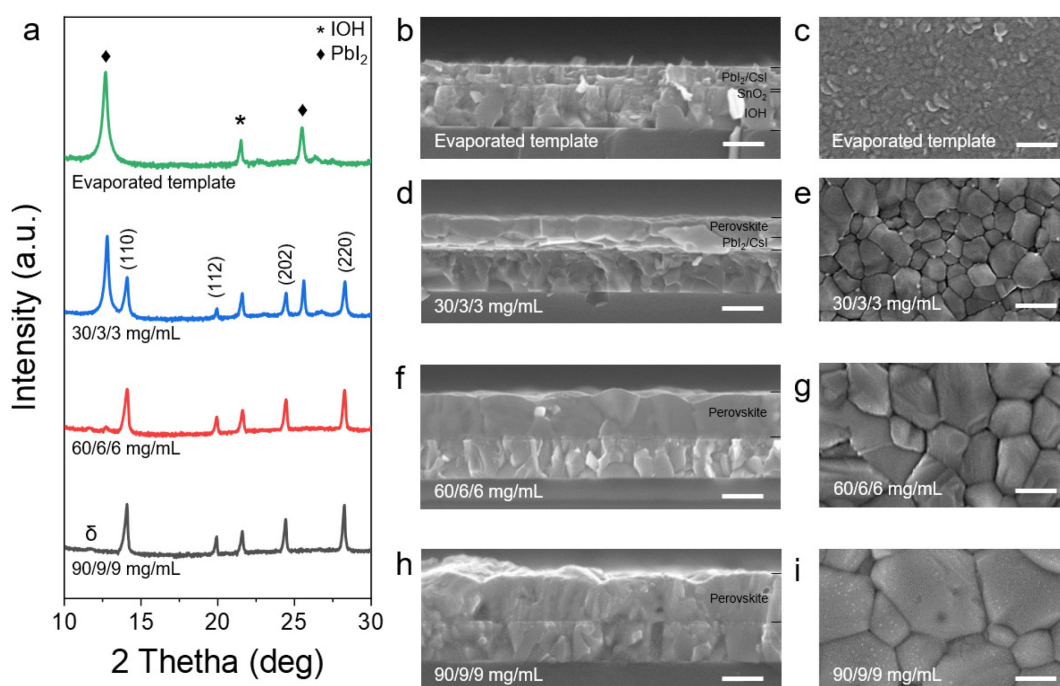 a
* IOH
♦ PbI₂
♦
*
♦
Evaporated template
(110)
(112)
(202)
(220)
30/3/3 mg/mL
60/6/6 mg/mL
δ
90/9/9 mg/mL
Intensity (a.u.)
10 15 20 25 30
2 Thetha (deg)
b
PbI₂/CsI
SnO₂
IOH
Evaporated template
c
Evaporated template
d
Perovskite
PbI₂/CsI
30/3/3 mg/mL
e
30/3/3 mg/mL
f
Perovskite
60/6/6 mg/mL
g
60/6/6 mg/mL
h
Perovskite
90/9/9 mg/mL
i
90/9/9 mg/mL